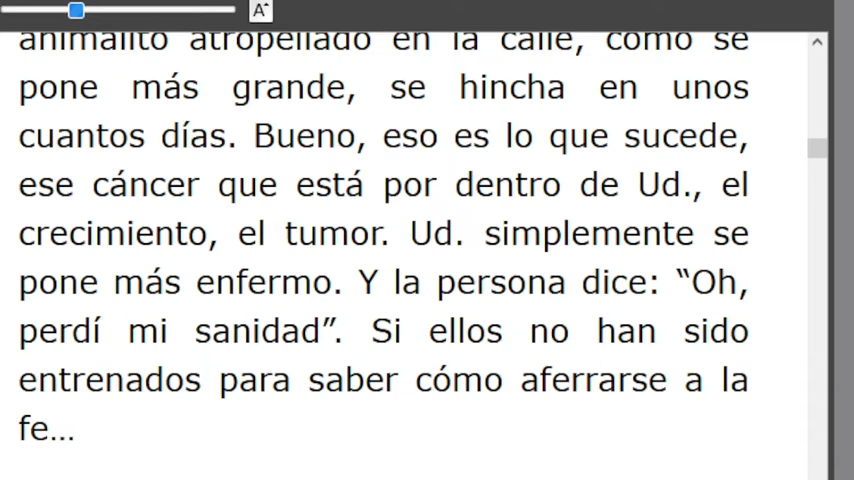 A
animalito atropellado en la calle, como se
pone más grande, se hincha en unos
cuantos días. Bueno, eso es lo que sucede,
ese cáncer que está por dentro de Ud., el
crecimiento, el tumor. Ud. simplemente se
pone más enfermo. Y la persona dice: “Oh,
perdí mi sanidad”. Si ellos no han sido
entrenados para saber cómo aferrarse a la
fe...